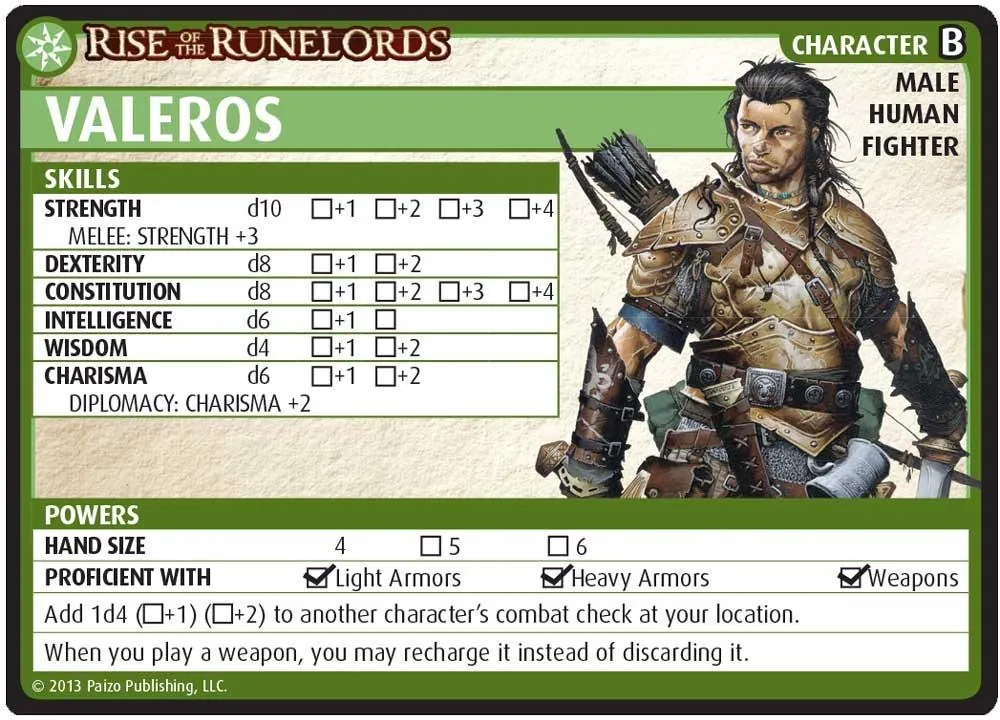 RISE OF THE RUNELORDS
CHARACTER B
MALE
HUMAN
FIGHTER
VALEROS
SKILLS
STRENGTH d10 ☐+1 ☐+2 ☐+3 ☐+4
MELEE: STRENGTH +3
DEXTERITY d8 ☐+1 ☐+2
CONSTITUTION d8 ☐+1 ☐+2 ☐+3 ☐+4
INTELLIGENCE d6 ☐+1 ☐
WISDOM d4 ☐+1 ☐+2
CHARISMA d6 ☐+1 ☐+2
DIPLOMACY: CHARISMA +2
POWERS
HAND SIZE 4 ☐ 5 ☐ 6
PROFICIENT WITH ☑Light Armors ☑Heavy Armors ☑Weapons
Add 1d4 (☐+1) (☐+2) to another character's combat check at your location.
When you play a weapon, you may recharge it instead of discarding it.
© 2013 Paizo Publishing, LLC.